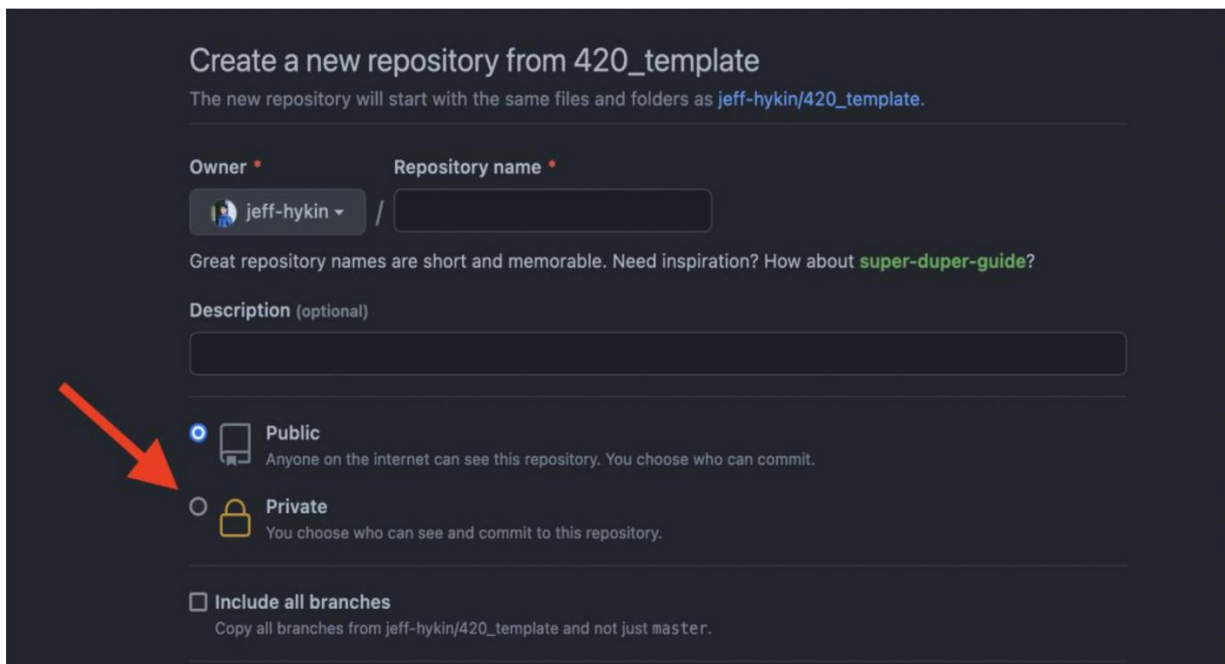 Create a new repository from 420_template
The new repository will start with the same files and folders as jeff-hykin/420_template.
Owner * Repository name *
jeff-hykin /
Great repository names are short and memorable. Need inspiration? How about super-duper-guide?
Description (optional)
Public
Anyone on the internet can see this repository. You choose who can commit.
Private
You choose who can see and commit to this repository.
Include all branches
Copy all branches from jeff-hykin/420_template and not just master.